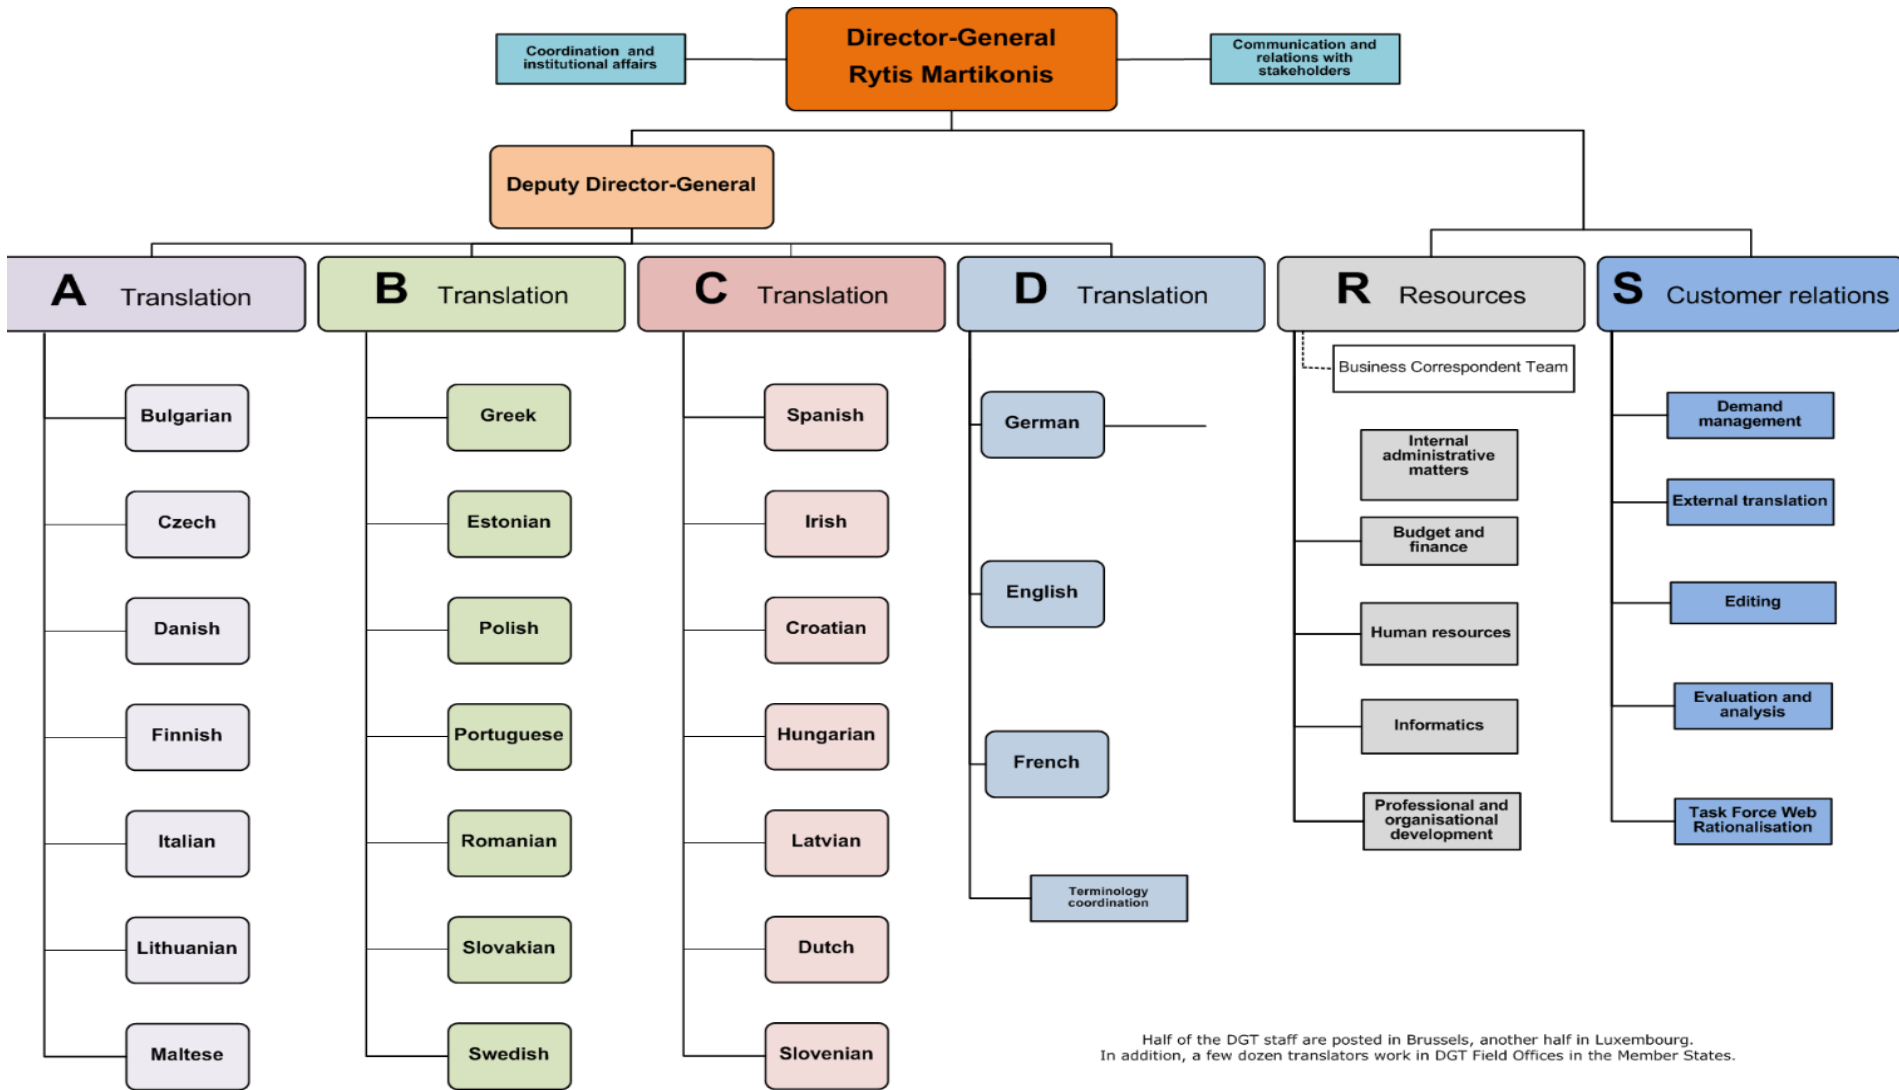 Director-General
Rytis Martikonis
Coordination and
institutional affairs
Communication and
relations with
stakeholders
Deputy Director-General
A Translation
Bulgarian
Czech
Danish
Finnish
Italian
Lithuanian
Maltese
B Translation
Greek
Estonian
Polish
Portuguese
Romanian
Slovakian
Swedish
C Translation
Spanish
Irish
Croatian
Hungarian
Latvian
Dutch
Slovenian
D Translation
German
English
French
Terminology
coordination
R Resources
Business Correspondent Team
Internal
administrative
matters
Budget and
finance
Human resources
Informatics
Professional and
organisational
development
S Customer relations
Demand
management
External translation
Editing
Evaluation and
analysis
Task Force Web
Rationalisation
Half of the DGT staff are posted in Brussels, another half in Luxembourg.
In addition, a few dozen translators work in DGT Field Offices in the Member States.